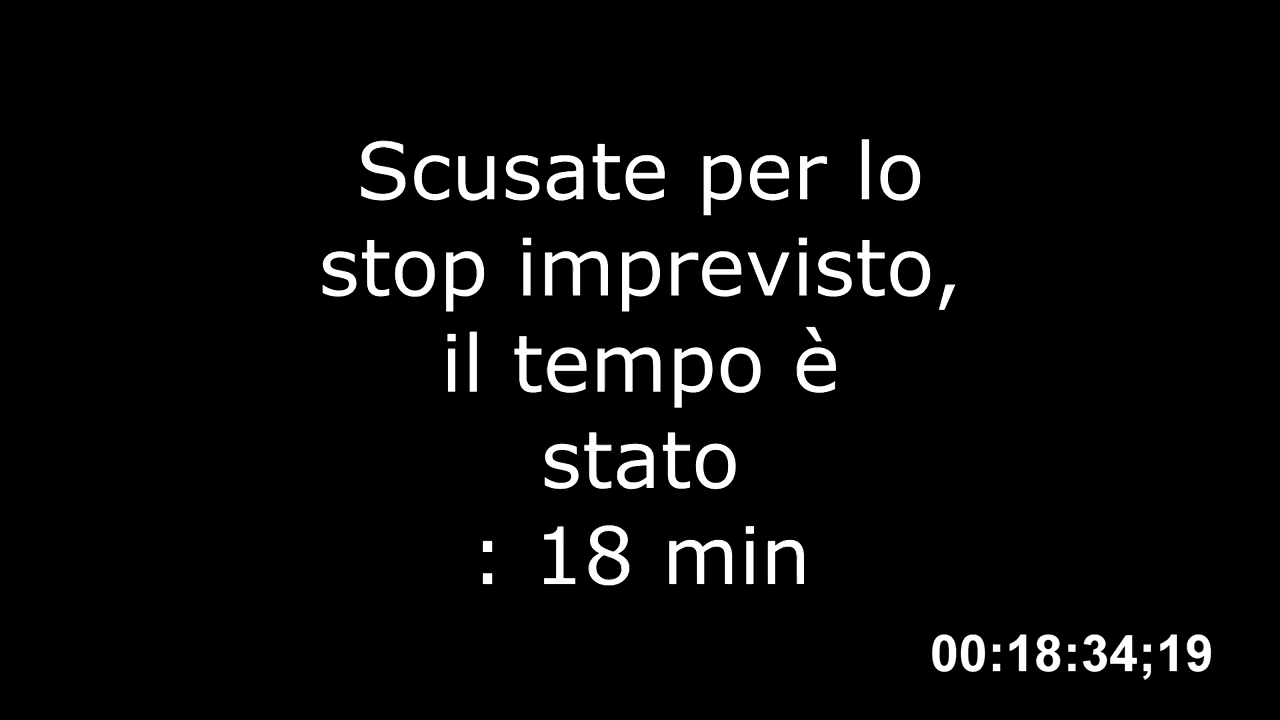 Scusate per lo
stop imprevisto,
il tempo è
stato
: 18 min
00:18:34;19